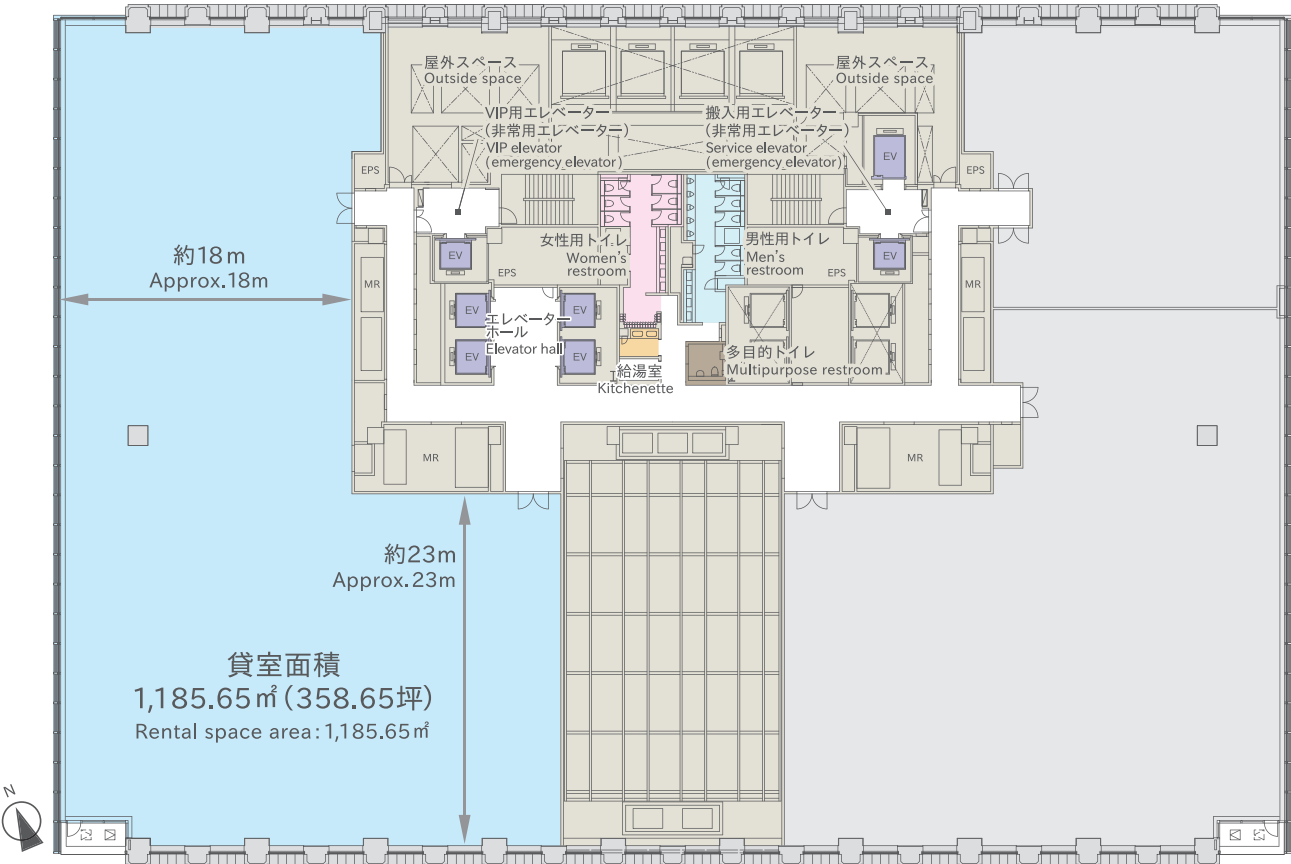 屋外スペース
Outside space
屋外スペース
Outside space
VIP用エレベーター
(非常用エレベーター)
VIP elevator
(emergency elevator)
搬入用エレベーター
(非常用エレベーター)
Service elevator
(emergency elevator)
EV
EPS
EPS
女性用トイレ
Women's
restroom
男性用トイレ
Men's
restroom
EV
EV
EPS
EPS
約18m
Approx.18m
MR
MR
EV
EV
エレベーター
ホール
Elevator hall
EV
EV
多目的トイレ
Multipurpose restroom
給湯室
Kitchenette
MR
MR
約23m
Approx.23m
貸室面積
1,185.65㎡(358.65坪)
Rental space area:1,185.65㎡
N